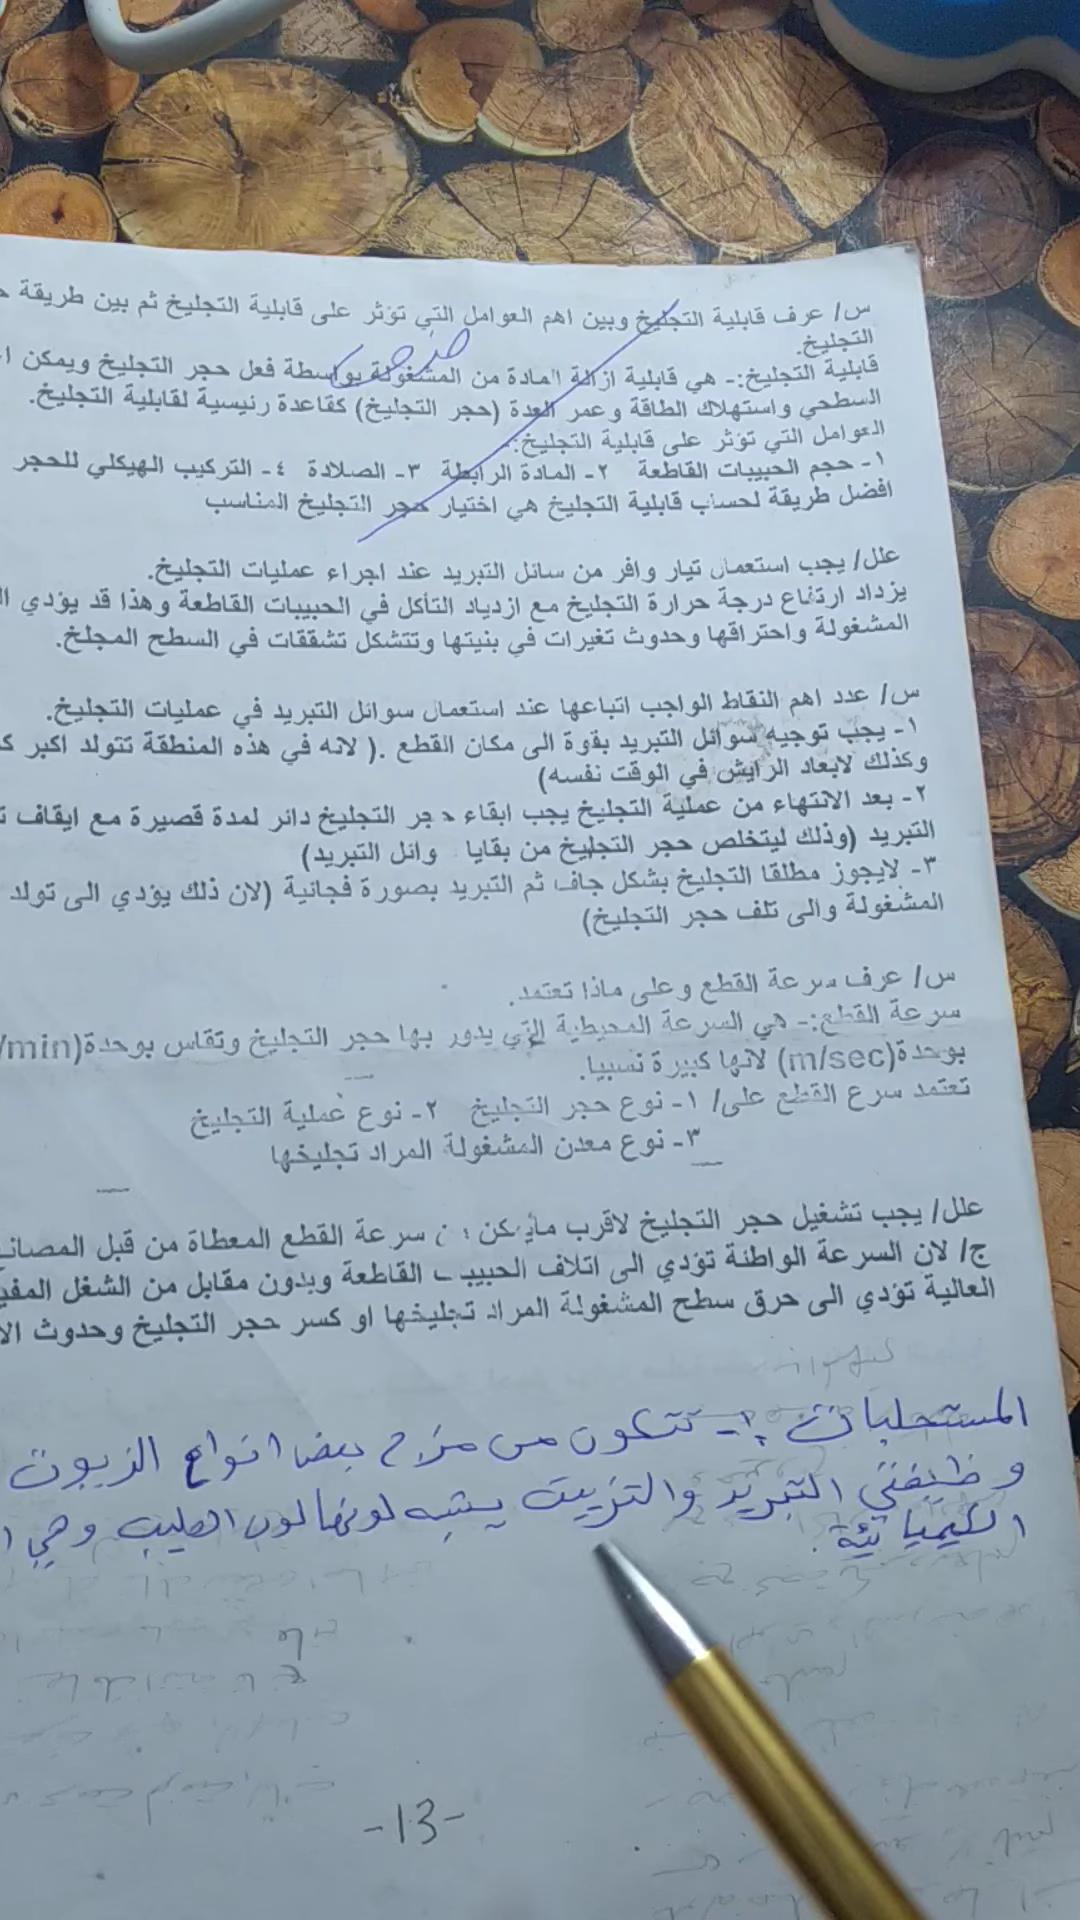 س/ عرف قابلية التجليخ وبين اهم العوامل التي تؤثر على قابلية التجليخ ثم بين طريقة
التجليخ.
قابلية التجليخ:- هي قابلية ازالة المادة من المشغولة بواسطة فعل حجر التجليخ ويمكن
السطحي واستهلاك الطاقة وعمر العدة (حجر التجليخ) كقاعدة رئيسية لقابلية التجليخ.
العوامل التي تؤثر على قابلية التجليخ:-
١- حجم الحبيبات القاطعة ٢- المادة الرابطة ٣- الصلادة ٤- التركيب الهيكلي للحجر
افضل طريقة لحساب قابلية التجليخ هي اختيار حجر التجليخ المناسب
علل/ يجب استعمال تيار وافر من سائل التبريد عند اجراء عمليات التجليخ.
يزداد ارتفاع درجة حرارة التجليخ مع ازدياد التأكل في الحبيبات القاطعة وهذا قد يؤدي
المشغولة واحتراقها وحدوث تغيرات في بنيتها وتتشكل تشققات في السطح المجلخ.
س/ عدد اهم النقاط الواجب اتباعها عند استعمال سوائل التبريد في عمليات التجليخ.
١- يجب توجيه سوائل التبريد بقوة الى مكان القطع .( لانه في هذه المنطقة تتولد اكبر
وكذلك لابعاد الرايش في الوقت نفسه)
٢- بعد الانتهاء من عملية التجليخ يجب ابقاء حجر التجليخ دائر لمدة قصيرة مع ايقاف
التبريد (وذلك ليتخلص حجر التجليخ من بقايا وائل التبريد)
٣- لايجوز مطلقا التجليخ بشكل جاف ثم التبريد بصورة فجائية (لان ذلك يؤدي الى تولد
المشغولة والى تلف حجر التجليخ)
س/ عرف سرعة القطع وعلى ماذا تعتمد.
سرعة القطع:- هي السرعة المحيطية التي يدور بها حجر التجليخ وتقاس بوحدة(/min
بوحدة(m/sec) لانها كبيرة نسبيا.
تعتمد سرع القطع على/ ١- نوع حجر التجليخ ٢- نوع عملية التجليخ
٣- نوع معدن المشغولة المراد تجليخها
علل/ يجب تشغيل حجر التجليخ لاقرب مايمكن من سرعة القطع المعطاة من قبل
ج/ لان السرعة الواطئة تؤدي الى اتلاف الحبيبات القاطعة وبدون مقابل من الشغل
العالية تؤدي الى حرق سطح المشغولة المراد تجليخها او كسر حجر التجليخ وحدوث
المستحلبات :- تتكون من مزج بعض انواع الزيوت
وظيفتي التبريد والتزييت يشبه لونها لون الحليب وهي
الكيميائية.
-13-